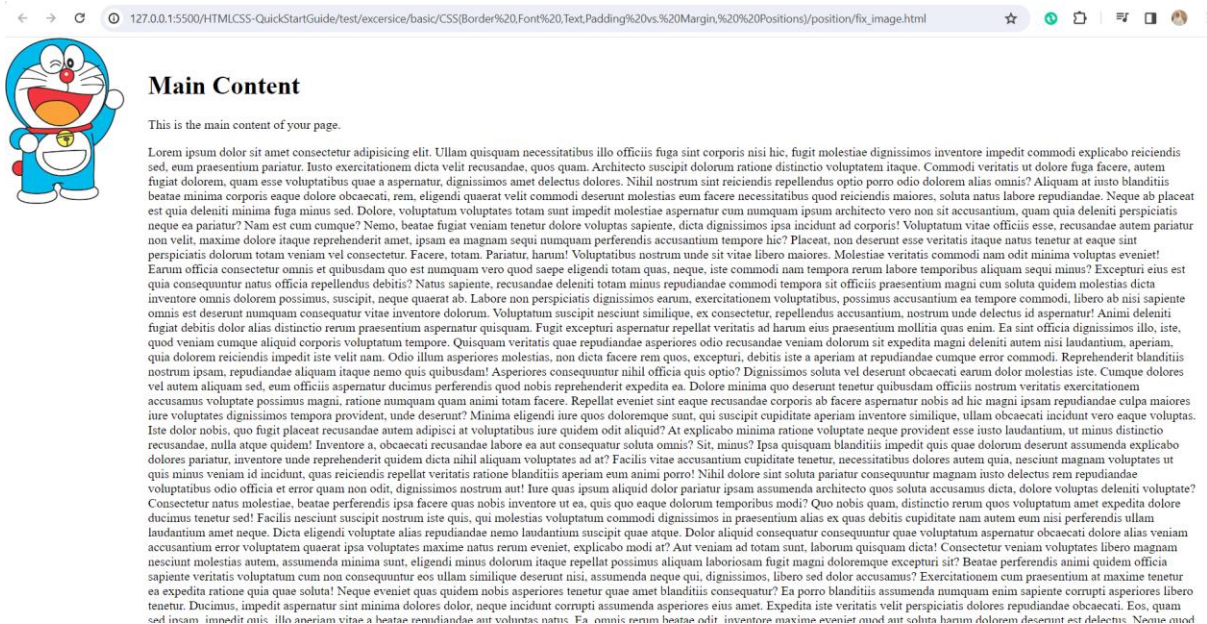 127.0.0.1:5500/HTMLCSS-QuickStartGuide/test/excersice/basic/CSS(Border%20,Font%20,Text,Padding%20vs.%20Margin,%20%20Positions)/position/fix_image.html
Main Content
This is the main content of your page.
Lorem ipsum dolor sit amet consectetur adipisicing elit. Ullam quisquam necessitatibus illo officiis fuga sint corporis nisi hic, fugit molestiae dignissimos inventore impedit commodi explicabo reiciendis
sed, eum praesentium pariatur. Iusto exercitationem dicta velit recusandae, quos quam. Architecto suscipit dolorum ratione distinctio voluptatem itaque. Commodi veritatis ut dolore fuga facere, autem
fugiat dolorem, quam esse voluptatibus quae a aspernatur, dignissimos amet delectus dolores. Nihil nostrum sint reiciendis repellendus optio porro odio dolorem alias omnis? Aliquam at iusto blanditiis
beatae minima corporis eaque dolore obcaecati, rem, eligendi quaerat velit commodi deserunt molestias eum facere necessitatibus quod reiciendis maiores, soluta natus labore repudiandae. Neque ab placeat
est quia deleniti minima fuga minus sed. Dolore, voluptatum voluptates totam sunt impedit molestiae aspernatur cum numquam ipsum architecto vero non sit accusantium, quam quia deleniti perspiciatis
neque ea pariatur? Nam est cum cumque? Nemo, beatae fugiat veniam tenetur dolore voluptas sapiente, dicta dignissimos ipsa incidunt ad corporis! Voluptatum vitae officiis esse, recusandae autem pariatur
non velit, maxime dolore itaque reprehenderit amet, ipsam ea magnam sequi numquam perferendis accusantium tempore hic? Placeat, non deserunt esse veritatis itaque natus tenetur at eaque sint
perspiciatis dolorum totam veniam vel consectetur. Facere, totam. Pariatur, harum! Voluptatibus nostrum unde sit vitae libero maiores. Molestiae veritatis commodi nam odit minima voluptas eveniet!
Earum officia consectetur omnis et quibusdam quo est numquam vero quod saepe eligendi totam quas, neque, iste commodi nam tempora rerum labore temporibus aliquam sequi minus? Excepturi eius est
quia consequuntur natus officia repellendus debitis? Natus sapiente, recusandae deleniti totam minus repudiandae commodi tempora sit officiis praesentium magni cum soluta quidem molestias dicta
inventore omnis dolorem possimus, suscipit, neque quaerat ab. Labore non perspiciatis dignissimos earum, exercitationem voluptatibus, possimus accusantium ea tempore commodi, libero ab nisi sapiente
omnis est deserunt numquam consequatur vitae inventore dolorum. Voluptatum suscipit nesciunt similique, ex consectetur, repellendus accusantium, nostrum unde delectus id aspernatur! Animi deleniti
fugiat debitis dolor alias distinctio rerum praesentium aspernatur quisquam. Fugit excepturi aspernatur repellat veritatis ad harum eius praesentium mollitia quas enim. Ea sint officia dignissimos illo, iste,
quod veniam cumque aliquid corporis voluptatum tempore. Quisquam veritatis quae repudiandae asperiores odio recusandae veniam dolorum sit expedita magni deleniti autem nisi laudantium, aperiam,
quia dolorem reiciendis impedit iste velit nam. Odio illum asperiores molestias, non dicta facere rem quos, excepturi, debitis iste a aperiam at repudiandae cumque error commodi. Reprehenderit blanditiis
nostrum ipsam, repudiandae aliquam itaque nemo quis quibusdam! Asperiores consequuntur nihil officia quis optio? Dignissimos soluta vel deserunt obcaecati earum dolor molestias iste. Cumque dolores
vel autem aliquam sed, eum officiis aspernatur ducimus perferendis quod nobis reprehenderit expedita ea. Dolore minima quo deserunt tenetur quibusdam officiis nostrum veritatis exercitationem
accusamus voluptate possimus magni, ratione numquam quam animi totam facere. Repellat eveniet sint eaque recusandae corporis ab facere aspernatur nobis ad hic magni ipsam repudiandae culpa maiores
iure voluptates dignissimos tempora provident, unde deserunt? Minima eligendi iure quos doloremque sunt, qui suscipit cupiditate aperiam inventore similique, ullam obcaecati incidunt vero eaque voluptas.
Iste dolor nobis, quo fugit placeat recusandae autem adipisci at voluptatibus iure quidem odit aliquid? At explicabo minima ratione voluptate neque provident esse iusto laudantium, ut minus distinctio
recusandae, nulla atque quidem! Inventore a, obcaecati recusandae labore ea aut consequatur soluta omnis? Sit, minus? Ipsa quisquam blanditiis impedit quis quae dolorum deserunt assumenda explicabo
dolores pariatur, inventore unde reprehenderit quidem dicta nihil aliquam voluptates ad at? Facilis vitae accusantium cupiditate tenetur, necessitatibus dolores autem quia, nesciunt magnam voluptates ut
quis minus veniam id incidunt, quas reiciendis repellat veritatis ratione blanditiis aperiam eum animi porro! Nihil dolore sint soluta pariatur consequuntur magnam iusto delectus rem repudiandae
voluptatibus odio officia et error quam non odit, dignissimos nostrum aut! Iure quas ipsum aliquid dolor pariatur ipsam assumenda architecto quos soluta accusamus dicta, dolore voluptas deleniti voluptate?
Consectetur natus molestiae, beatae perferendis ipsa facere quas nobis inventore ut ea, quis quo eaque dolorum temporibus modi? Quo nobis quam, distinctio rerum quos voluptatum amet expedita dolore
ducimus tenetur sed! Facilis nesciunt suscipit nostrum iste quis, qui molestias voluptatum commodi dignissimos in praesentium alias ex quas debitis cupiditate nam autem eum nisi perferendis ullam
laudantium amet neque. Dicta eligendi voluptate alias repudiandae nemo laudantium suscipit quae atque. Dolor aliquid consequatur consequuntur quae voluptatum aspernatur obcaecati dolore alias veniam
accusantium error voluptatem quaerat ipsa voluptates maxime natus rerum eveniet, explicabo modi at? Aut veniam ad totam sunt, laborum quisquam dicta! Consectetur veniam voluptates libero magnam
nesciunt molestias autem, assumenda minima sunt, eligendi minus dolorum itaque repellat possimus aliquam laboriosam fugit magni doloremque excepturi sit? Beatae perferendis animi quidem officia
sapiente veritatis voluptatum cum non consequuntur eos ullam similique deserunt nisi, assumenda neque qui, dignissimos, libero sed dolor accusamus? Exercitationem cum praesentium at maxime tenetur
ea expedita ratione quia quae soluta! Neque eveniet quas quidem nobis asperiores tenetur quae amet blanditiis consequatur? Ea porro blanditiis assumenda numquam enim sapiente corrupti asperiores libero
tenetur. Ducimus, impedit aspernatur sint minima dolores dolor, neque incidunt corrupti assumenda asperiores eius amet. Expedita iste veritatis velit perspiciatis dolores repudiandae obcaecati. Eos, quam
sed ipsam, impedit quis, illo aperiam vitae a beatae repudiandae aut voluptas natus. Ea, omnis rerum beatae odit, inventore maxime eveniet quod aut soluta harum dolorem deserunt est delectus. Neque quod